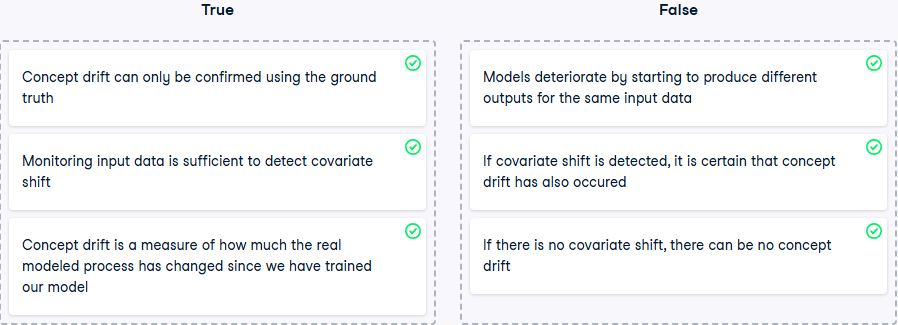 True
Concept drift can only be confirmed using the ground
truth
Monitoring input data is sufficient to detect covariate
shift
Concept drift is a measure of how much the real
modeled process has changed since we have trained
our model
False
Models deteriorate by starting to produce different
outputs for the same input data
If covariate shift is detected, it is certain that concept
drift has also occured
If there is no covariate shift, there can be no concept
drift